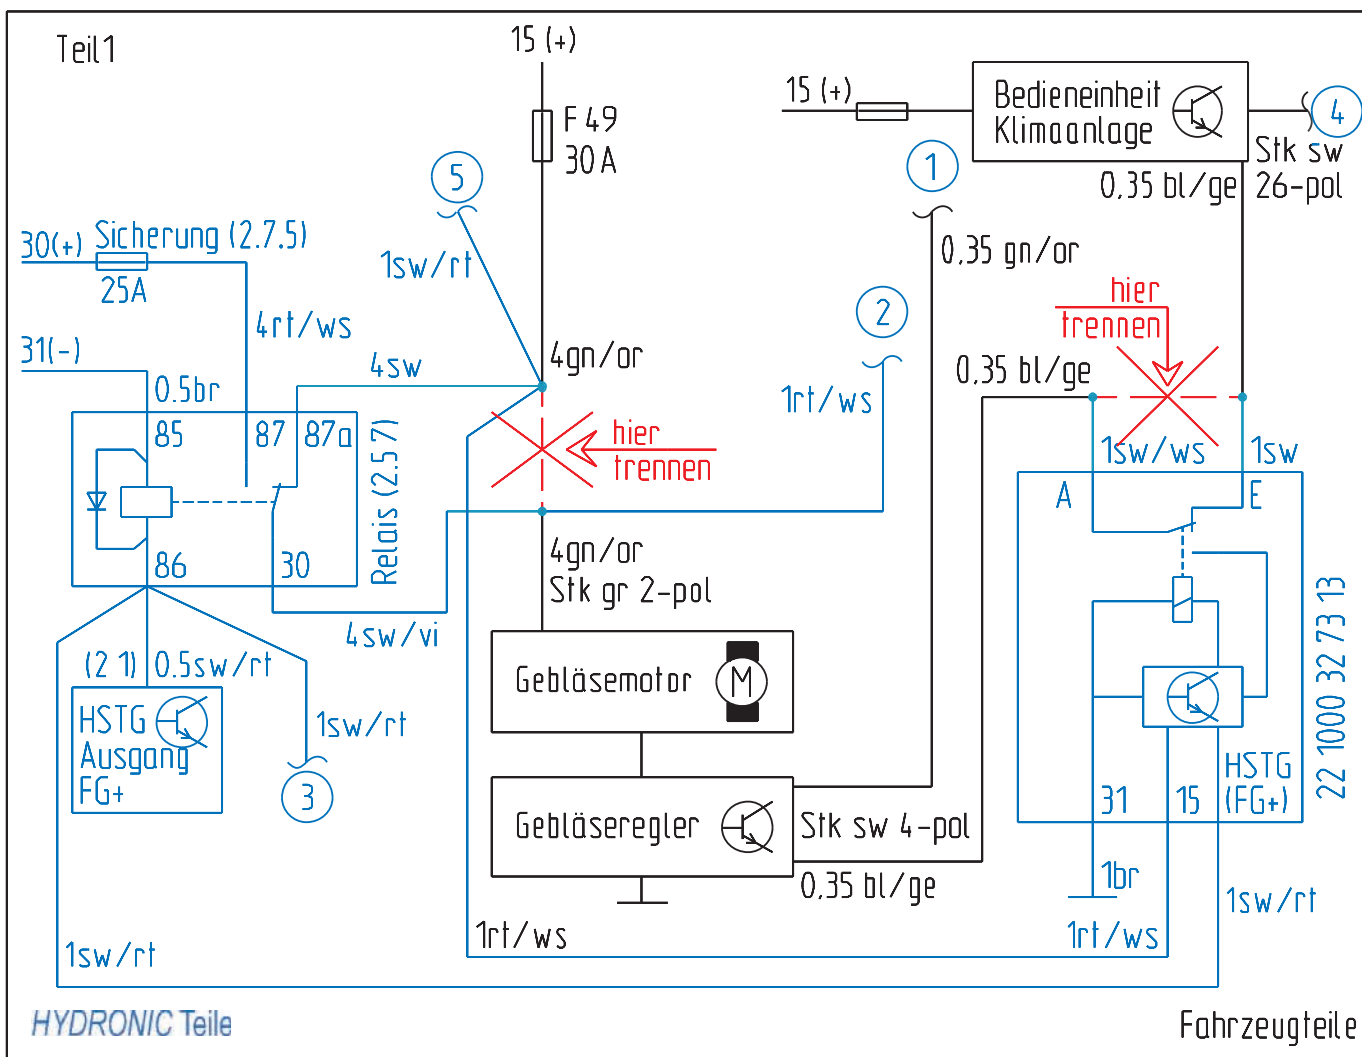 Teil1
15 (+)
F 49
30 A
15 (+)
Bedieneinheit
Klimaanlage
4
Stk sw
26-pol
0,35 bl/ge
1
5
0,35 gn/or
30(+)
Sicherung (2.7.5)
25A
1sw/rt
hier
trennen
2
4rt/ws
31(-)
4sw
4gn/or
0,35 bl/ge
0.5br
1rt/ws
85
87
87a
hier
trennen
1sw/ws
1sw
A
E
Relais (2.5 7)
86
30
4gn/or
Stk gr 2-pol
4sw/vi
(2 1)
0.5sw/rt
Gebläsemotor
M
HSTG
Ausgang
FG+
1sw/rt
3
22 1000 32 73 13
HSTG
(FG+)
31
15
Gebläseregler
Stk sw 4-pol
0,35 bl/ge
1br
1sw/rt
1sw/rt
1rt/ws
1rt/ws
HYDRONIC Teile
Fahrzeugteile